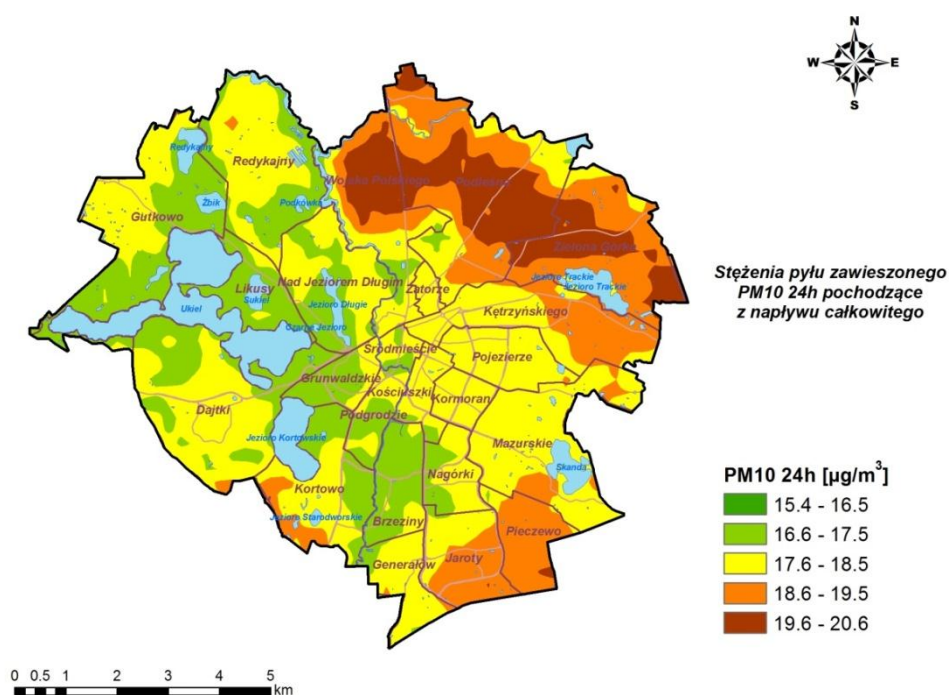 N
W E
S
Redykajny
Redykajny
Wojska Polskiego
Podleśna
Żbik
Podkówka
Gutkowo
Zielona Górka
Jezioro Trackie
Jezioro Trackie
Stężenia pyłu zawieszonego
PM10 24h pochodzące
z napływu całkowitego
Likusy
Sukiel
Nad Jeziorem Długim
Zatorze
Jezioro Długie
Ukiel
Kętrzyńskiego
Czarne Jezioro
Śródmieście
Pojezierze
Grunwaldzkie
Kościuszki
Kormoran
Dajtki
Podgrodzie
Jezioro Kortowskie
Mazurskie
Skanda
Nagórki
Kortowo
Jezioro Starodworskie
Brzeziny
Pieczewo
Generałów
Jaroty
PM10 24h [µg/m³]
15.4 - 16.5
16.6 - 17.5
17.6 - 18.5
18.6 - 19.5
19.6 - 20.6
0 0.5 1 2 3 4 5
km